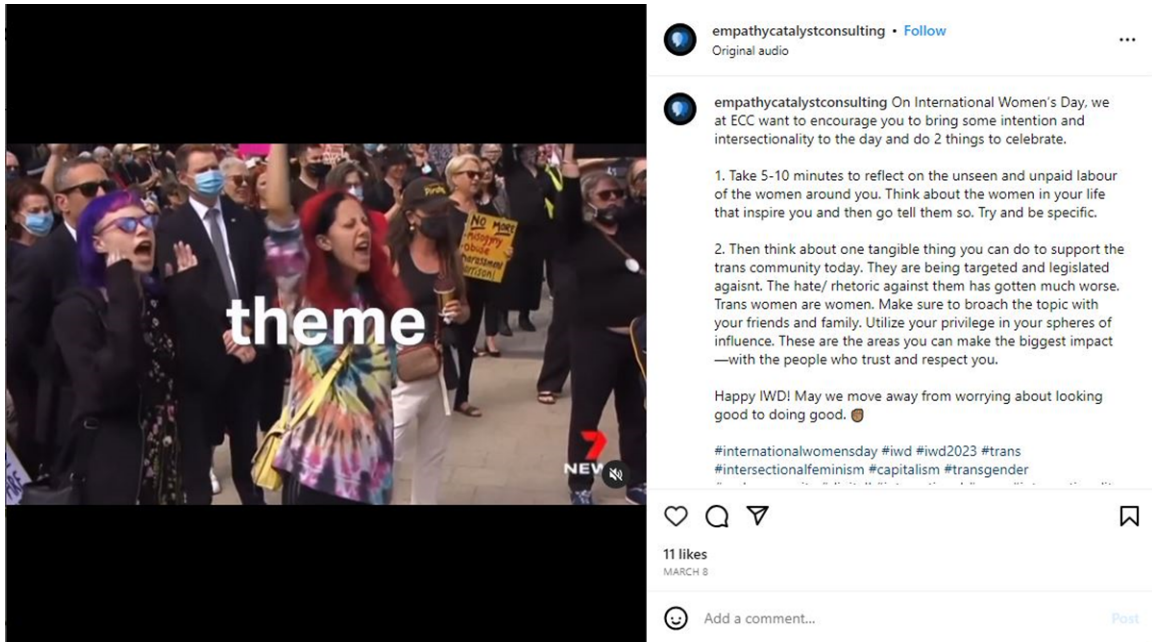 NO MORE
misogyny
abuse
harassment
theme
7
NEW
empathycatalystconsulting • Follow
Original audio
empathycatalystconsulting On International Women's Day, we
at ECC want to encourage you to bring some intention and
intersectionality to the day and do 2 things to celebrate.
1. Take 5-10 minutes to reflect on the unseen and unpaid labour
of the women around you. Think about the women in your life
that inspire you and then go tell them so. Try and be specific.
2. Then think about one tangible thing you can do to support the
trans community today. They are being targeted and legislated
agaisnt. The hate/ rhetoric against them has gotten much worse.
Trans women are women. Make sure to broach the topic with
your friends and family. Utilize your privilege in your spheres of
influence. These are the areas you can make the biggest impact
—with the people who trust and respect you.
Happy IWD! May we move away from worrying about looking
good to doing good.
#internationalwomensday #iwd #iwd2023 #trans
#intersectionalfeminism #capitalism #transgender
11 likes
MARCH 8
Add a comment...
Post